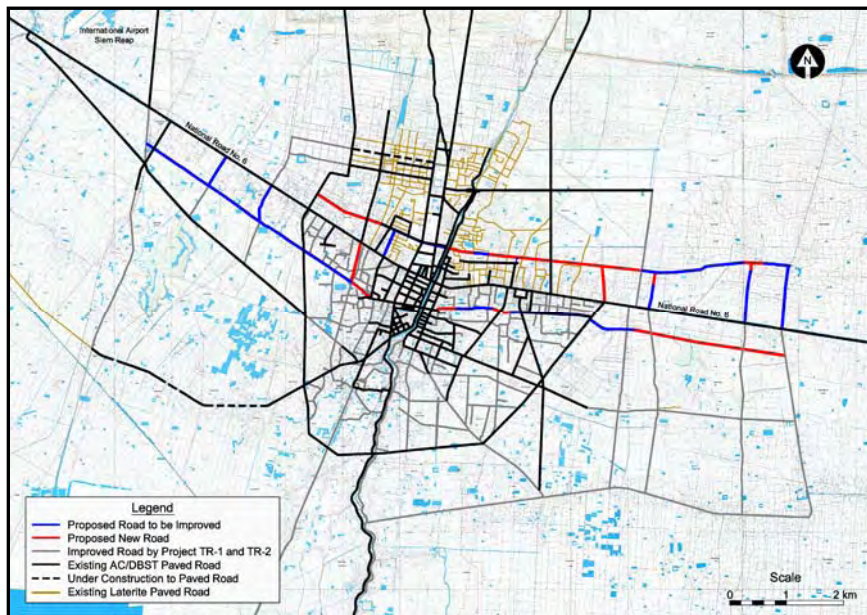 International Airport
Siem Reap
N
National Road No. 6
National Road No. 6
Legend
Proposed Road to be Improved
Proposed New Road
Improved Road by Project TR-1 and TR-2
Existing AC/DBST Paved Road
Under Construction to Paved Road
Existing Laterite Paved Road
Scale
0 1 2 km